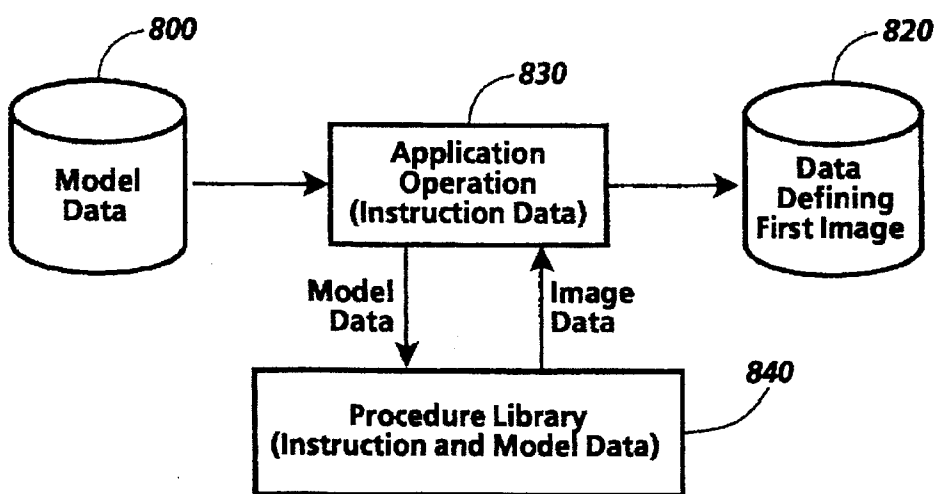 800
830
820
Model
Data
Application
Operation
(Instruction Data)
Data
Defining
First Image
Model
Data
Image
Data
840
Procedure Library
(Instruction and Model Data)